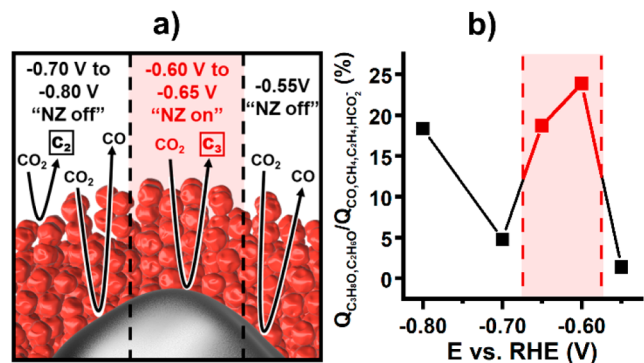 a)
-0.70 V to
-0.80 V
“NZ off”
C₂
CO₂
CO₂
CO
-0.60 V to
-0.65 V
“NZ on”
CO₂
C₃
-0.55V
“NZ off”
CO₂
CO
b)
Q_{C₃H₈O,C₂H₆O}/Q_{CO,CH₄,C₂H₄,HCO₂⁻} (%)
25
20
15
10
5
0
-0.80
-0.70
-0.60
E vs. RHE (V)